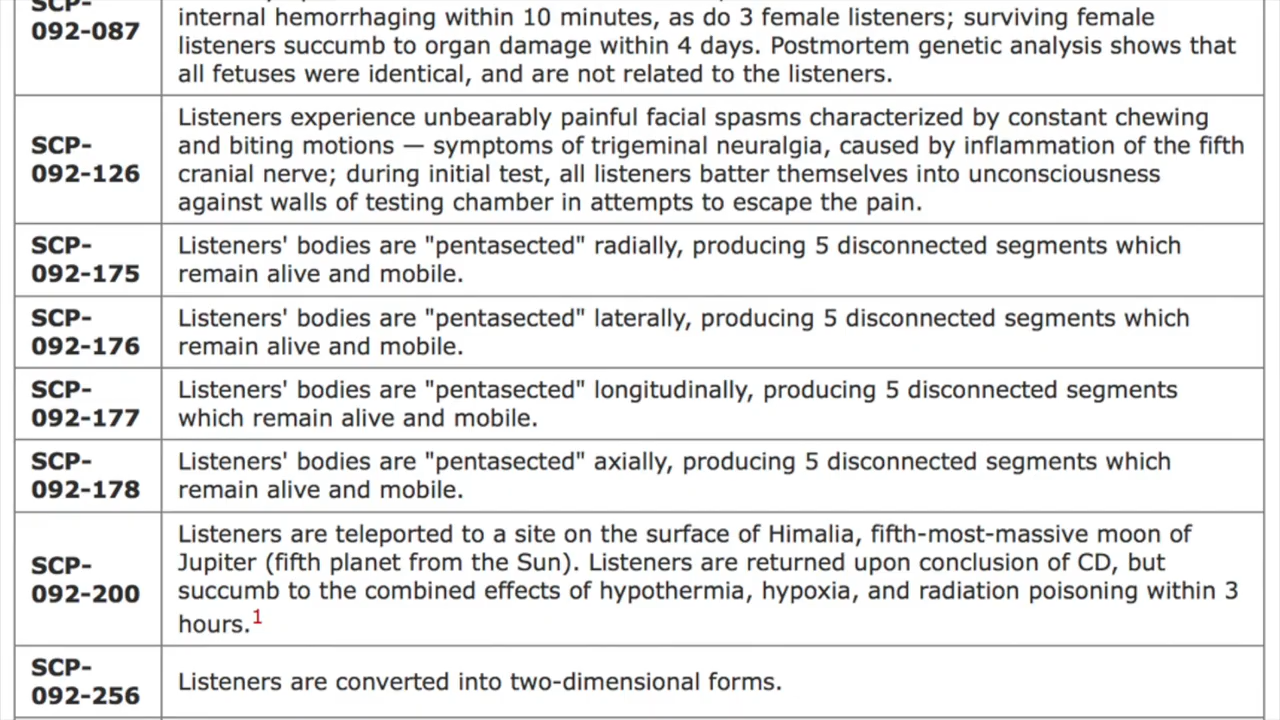 SCP-
092-087
internal hemorrhaging within 10 minutes, as do 3 female listeners; surviving female
listeners succumb to organ damage within 4 days. Postmortem genetic analysis shows that
all fetuses were identical, and are not related to the listeners.
SCP-
092-126
Listeners experience unbearably painful facial spasms characterized by constant chewing
and biting motions — symptoms of trigeminal neuralgia, caused by inflammation of the fifth
cranial nerve; during initial test, all listeners batter themselves into unconsciousness
against walls of testing chamber in attempts to escape the pain.
SCP-
092-175
Listeners' bodies are "pentasected" radially, producing 5 disconnected segments which
remain alive and mobile.
SCP-
092-176
Listeners' bodies are "pentasected" laterally, producing 5 disconnected segments which
remain alive and mobile.
SCP-
092-177
Listeners' bodies are "pentasected" longitudinally, producing 5 disconnected segments
which remain alive and mobile.
SCP-
092-178
Listeners' bodies are "pentasected" axially, producing 5 disconnected segments which
remain alive and mobile.
SCP-
092-200
Listeners are teleported to a site on the surface of Himalia, fifth-most-massive moon of
Jupiter (fifth planet from the Sun). Listeners are returned upon conclusion of CD, but
succumb to the combined effects of hypothermia, hypoxia, and radiation poisoning within 3
hours.1
SCP-
092-256
Listeners are converted into two-dimensional forms.